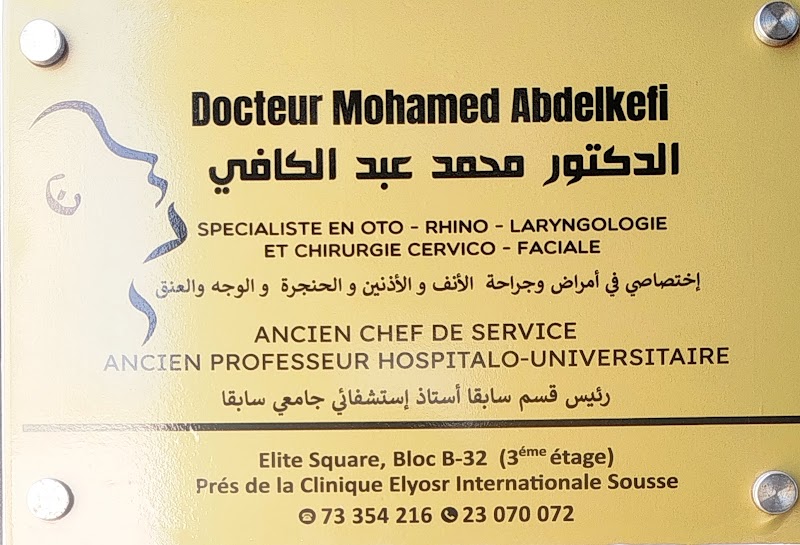 Docteur Mohamed Abdelkefi
الدكتور محمد عبد الكافي
SPECIALISTE EN OTO - RHINO - LARYNGOLOGIE
ET CHIRURGIE CERVICO - FACIALE
إختصاصي في أمراض وجراحة الأنف و الأذنين و الحنجرة و الوجه والعنق
ANCIEN CHEF DE SERVICE
ANCIEN PROFESSEUR HOSPITALO-UNIVERSITAIRE
رئيس قسم سابقا أستاذ إستشفائي جامعي سابقا
Elite Square, Bloc B-32 (3éme étage)
Prés de la Clinique Elyosr Internationale Sousse
73 354 216 23 070 072